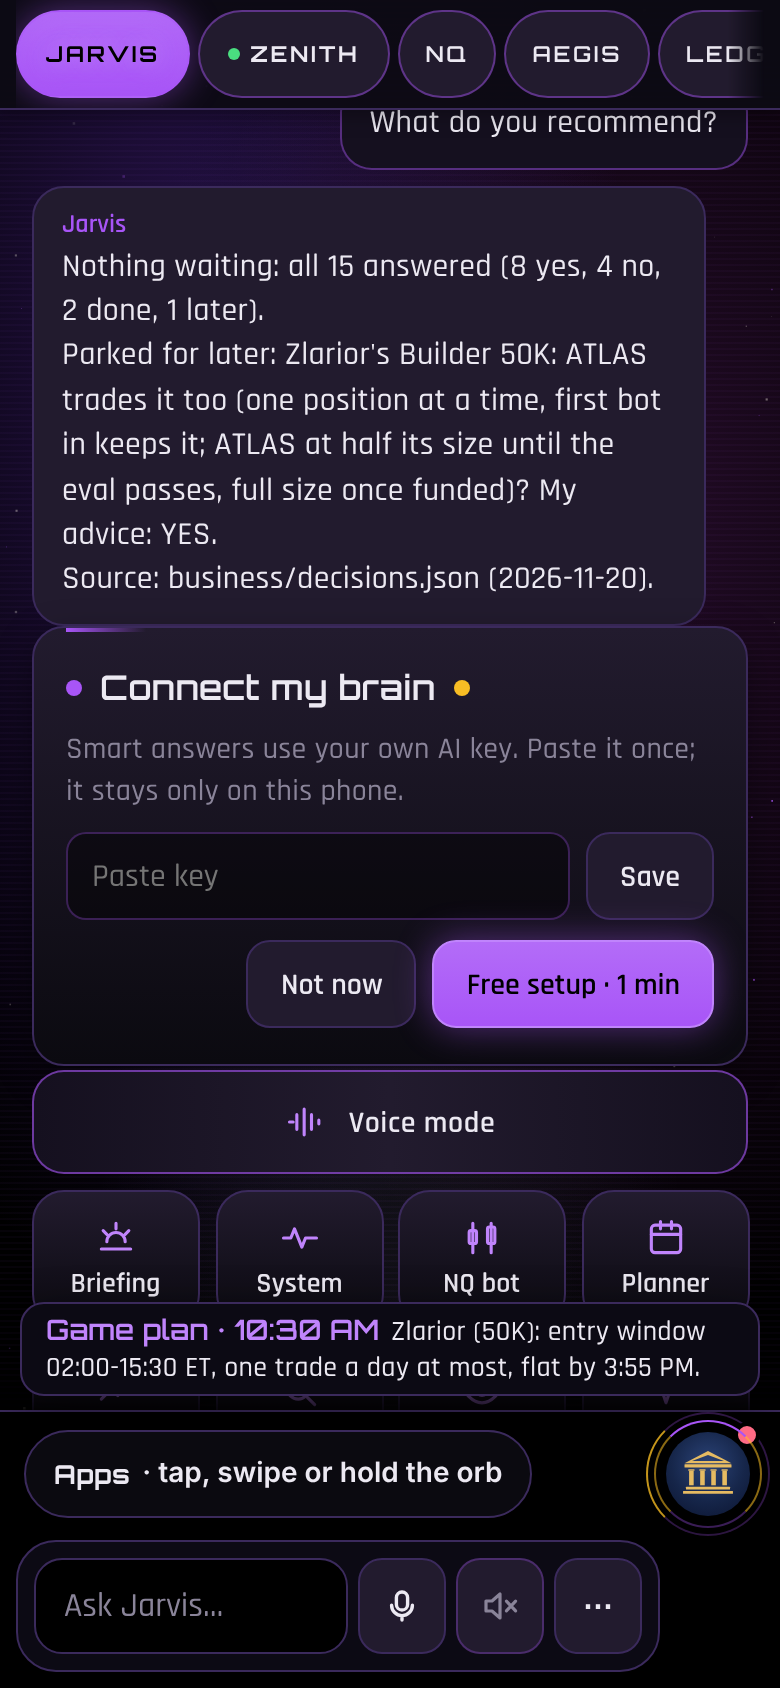 JARVIS
ZENITH
NQ
AEGIS
LEDG
What do you recommend?
Jarvis
Nothing waiting: all 15 answered (8 yes, 4 no,
2 done, 1 later).
Parked for later: Zlarior's Builder 50K: ATLAS
trades it too (one position at a time, first bot
in keeps it; ATLAS at half its size until the
eval passes, full size once funded)? My
advice: YES.
Source: business/decisions.json (2026-11-20).
Connect my brain
Smart answers use your own AI key. Paste it once;
it stays only on this phone.
Paste key
Save
Not now
Free setup · 1 min
Voice mode
Briefing
System
NQ bot
Planner
Game plan · 10:30 AM Zlarior (50K): entry window
02:00-15:30 ET, one trade a day at most, flat by 3:55 PM.
Apps · tap, swipe or hold the orb
Ask Jarvis...